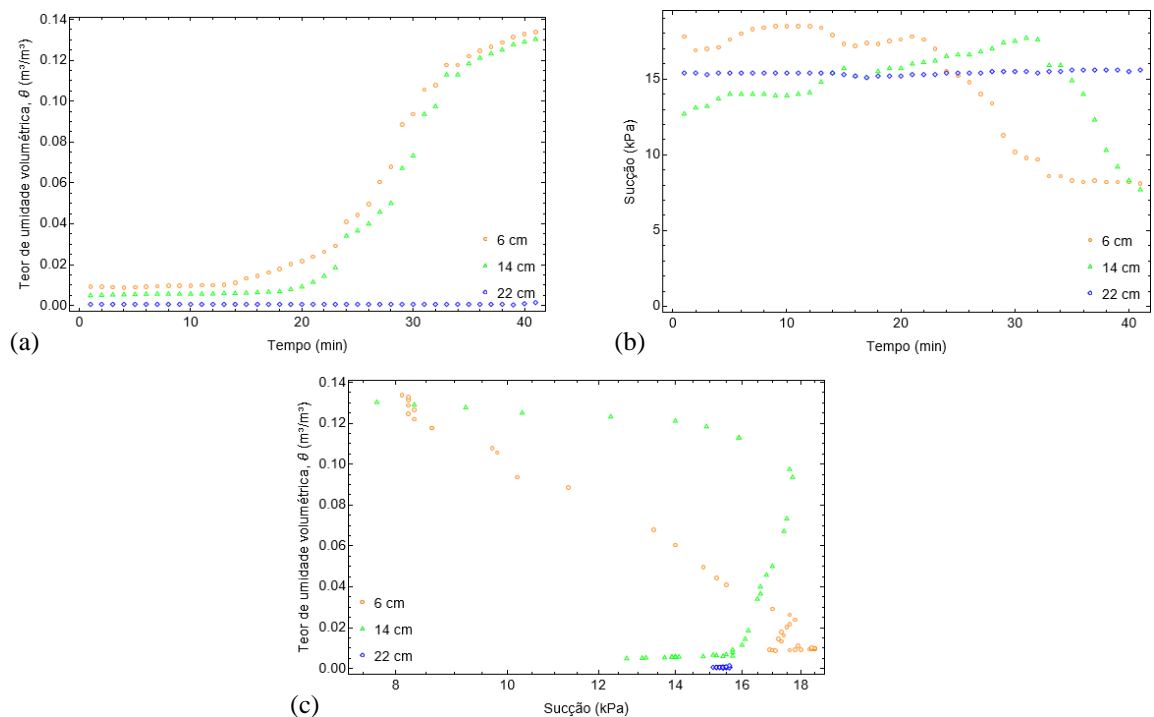 0.14
0.12
0.10
0.08
0.06
0.04
0.02
0.00
Teor de umidade volumétrica, θ (m³/m³)
6 cm
14 cm
22 cm
0 10 20 30 40
Tempo (min)
(a)
15
10
5
0
Sucção (kPa)
6 cm
14 cm
22 cm
0 10 20 30 40
Tempo (min)
(b)
0.14
0.12
0.10
0.08
0.06
0.04
0.02
0.00
Teor de umidade volumétrica, θ (m³/m³)
6 cm
14 cm
22 cm
8 10 12 14 16 18
Sucção (kPa)
(c)